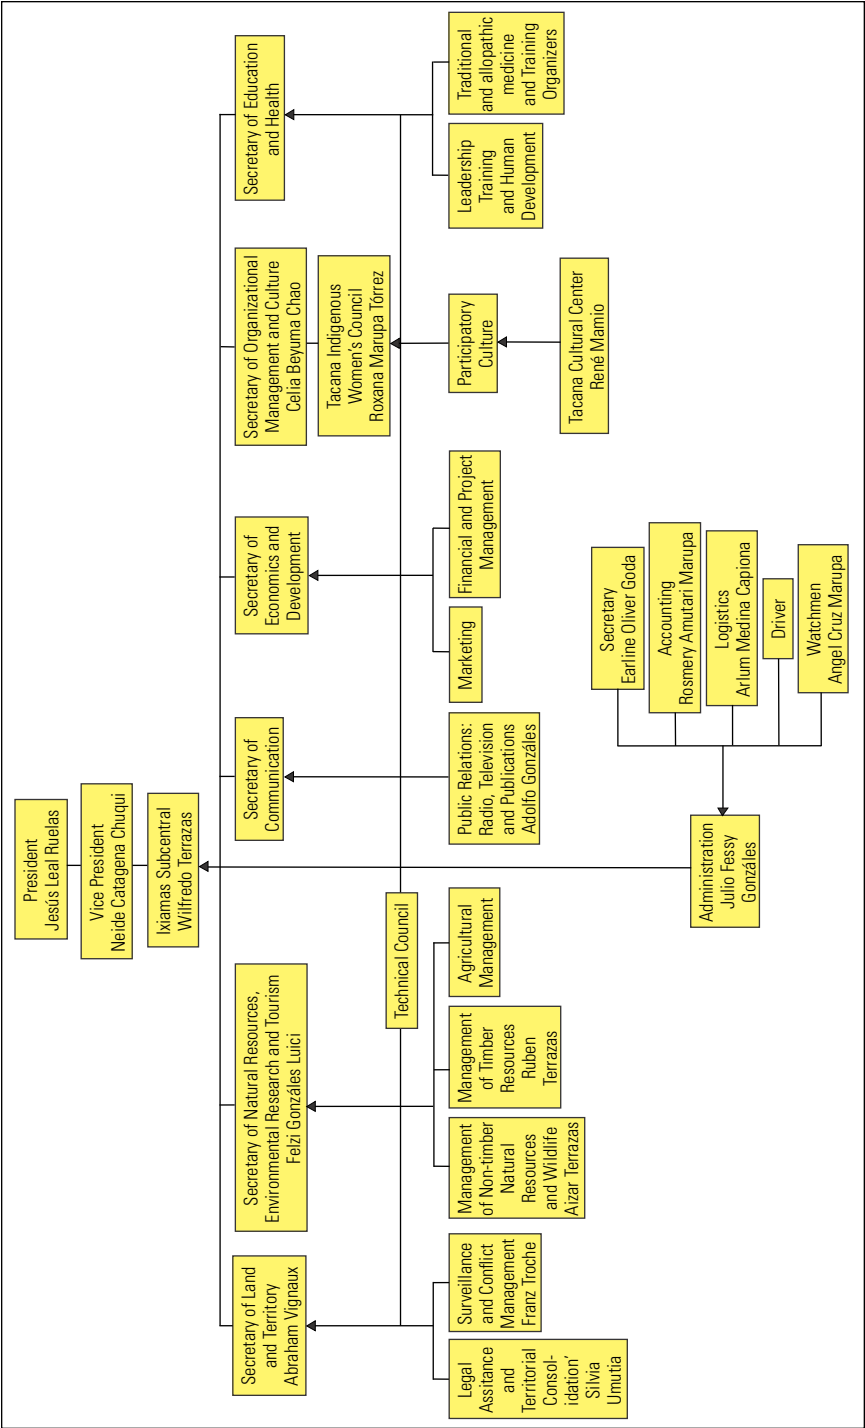 President
Jesús Leal Ruelas
Vice President
Neide Catagena Chuqui
Ixiamas Subcentral
Wilfredo Terrazas
Secretary of Land
and Territory
Abraham Vignaux
Secretary of Natural Resources,
Environmental Research and Tourism
Felzi Gonzáles Luici
Secretary of
Communication
Secretary of
Economics and
Development
Secretary of Organizational
Management and Culture
Celia Beyuma Chao
Secretary of Education
and Health
Tacana Indigenous
Women's Council
Roxana Marupa Tórrez
Technical Council
Legal
Assitance
and
Territorial
Consol-
idation'
Silvia
Umutia
Surveillance
and Conflict
Management
Franz Troche
Management
of Non-timber
Natural
Resources
and Wildlife
Aizar Terrazas
Management
of Timber
Resources
Ruben
Terrazas
Agricultural
Management
Public Relations:
Radio, Television
and Publications
Adolfo Gonzáles
Marketing
Financial and Project
Management
Participatory
Culture
Leadership
Training
and Human
Development
Traditional
and allopathic
medicine
and Training
Organizers
Tacana Cultural Center
René Mamio
Administration
Julio Fessy
Gonzáles
Secretary
Earline Oliver Goda
Accounting
Rosmery Amutari Marupa
Logistics
Arlum Medina Capiona
Driver
Watchmen
Angel Cruz Marupa